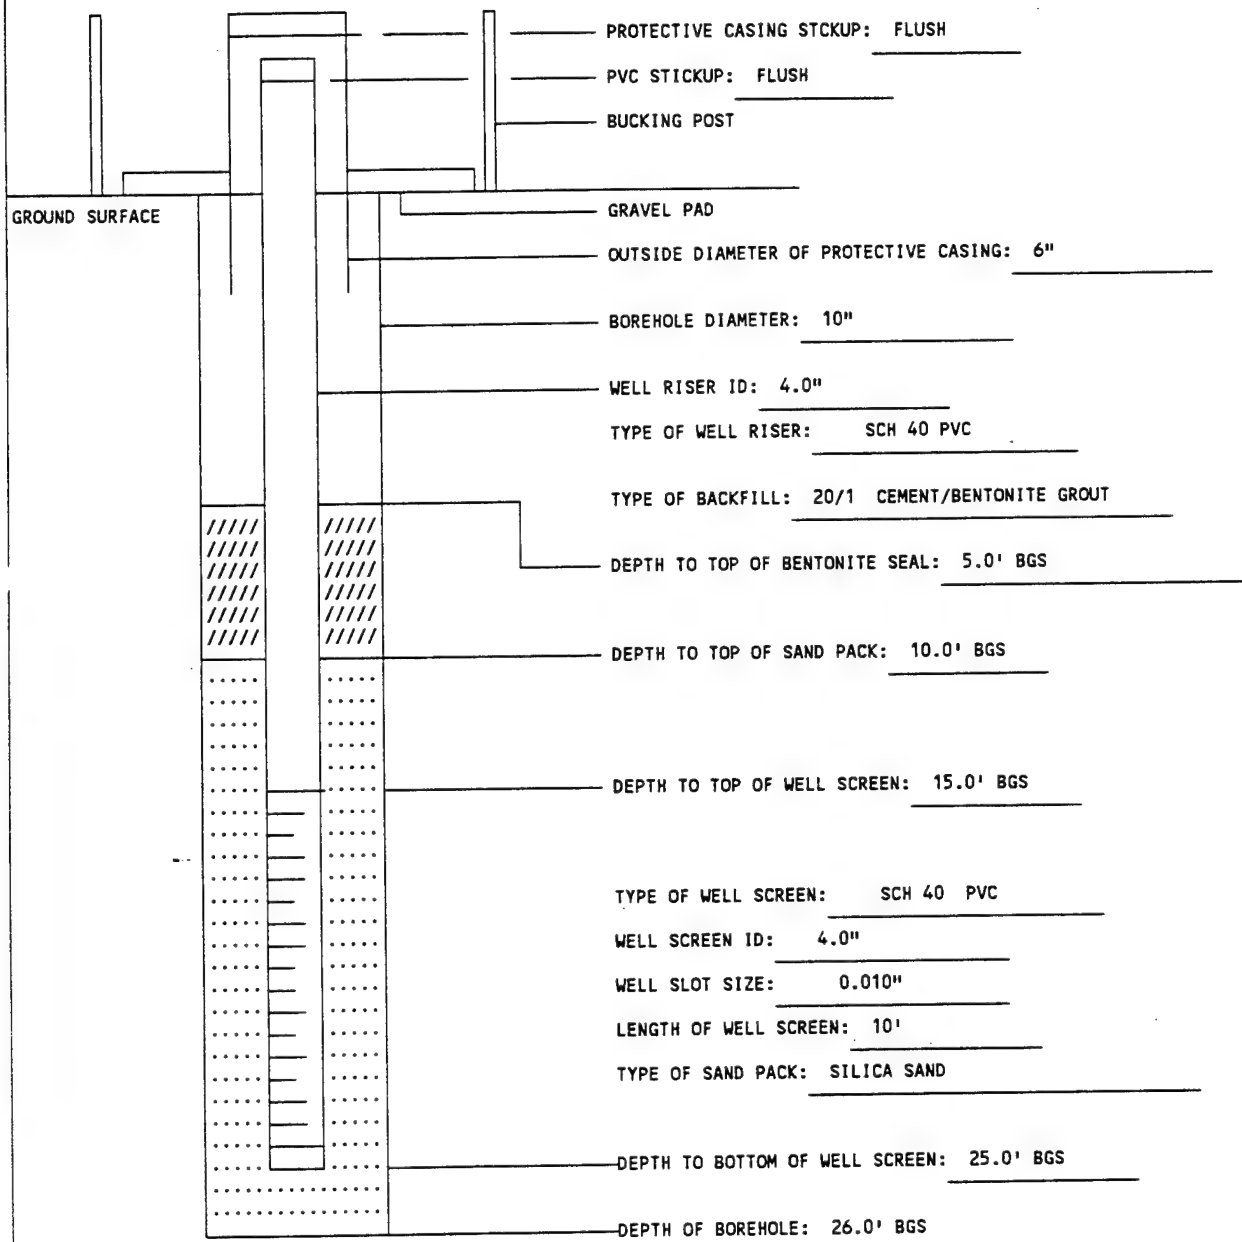 PROTECTIVE CASING STCKUP: FLUSH
PVC STICKUP: FLUSH
BUCKING POST
GROUND SURFACE
GRAVEL PAD
OUTSIDE DIAMETER OF PROTECTIVE CASING: 6"
BOREHOLE DIAMETER: 10"
WELL RISER ID: 4.0"
TYPE OF WELL RISER: SCH 40 PVC
TYPE OF BACKFILL: 20/1 CEMENT/BENTONITE GROUT
DEPTH TO TOP OF BENTONITE SEAL: 5.0' BGS
DEPTH TO TOP OF SAND PACK: 10.0' BGS
DEPTH TO TOP OF WELL SCREEN: 15.0' BGS
TYPE OF WELL SCREEN: SCH 40 PVC
WELL SCREEN ID: 4.0"
WELL SLOT SIZE: 0.010"
LENGTH OF WELL SCREEN: 10'
TYPE OF SAND PACK: SILICA SAND
DEPTH TO BOTTOM OF WELL SCREEN: 25.0' BGS
DEPTH OF BOREHOLE: 26.0' BGS